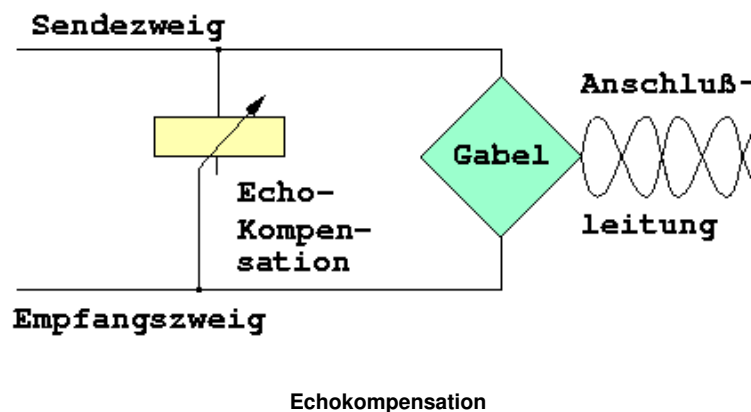 Sendezweig
Anschluß-
Gabel
Echo-
Kompen-
sation
leitung
Empfangszweig
Echokompensation